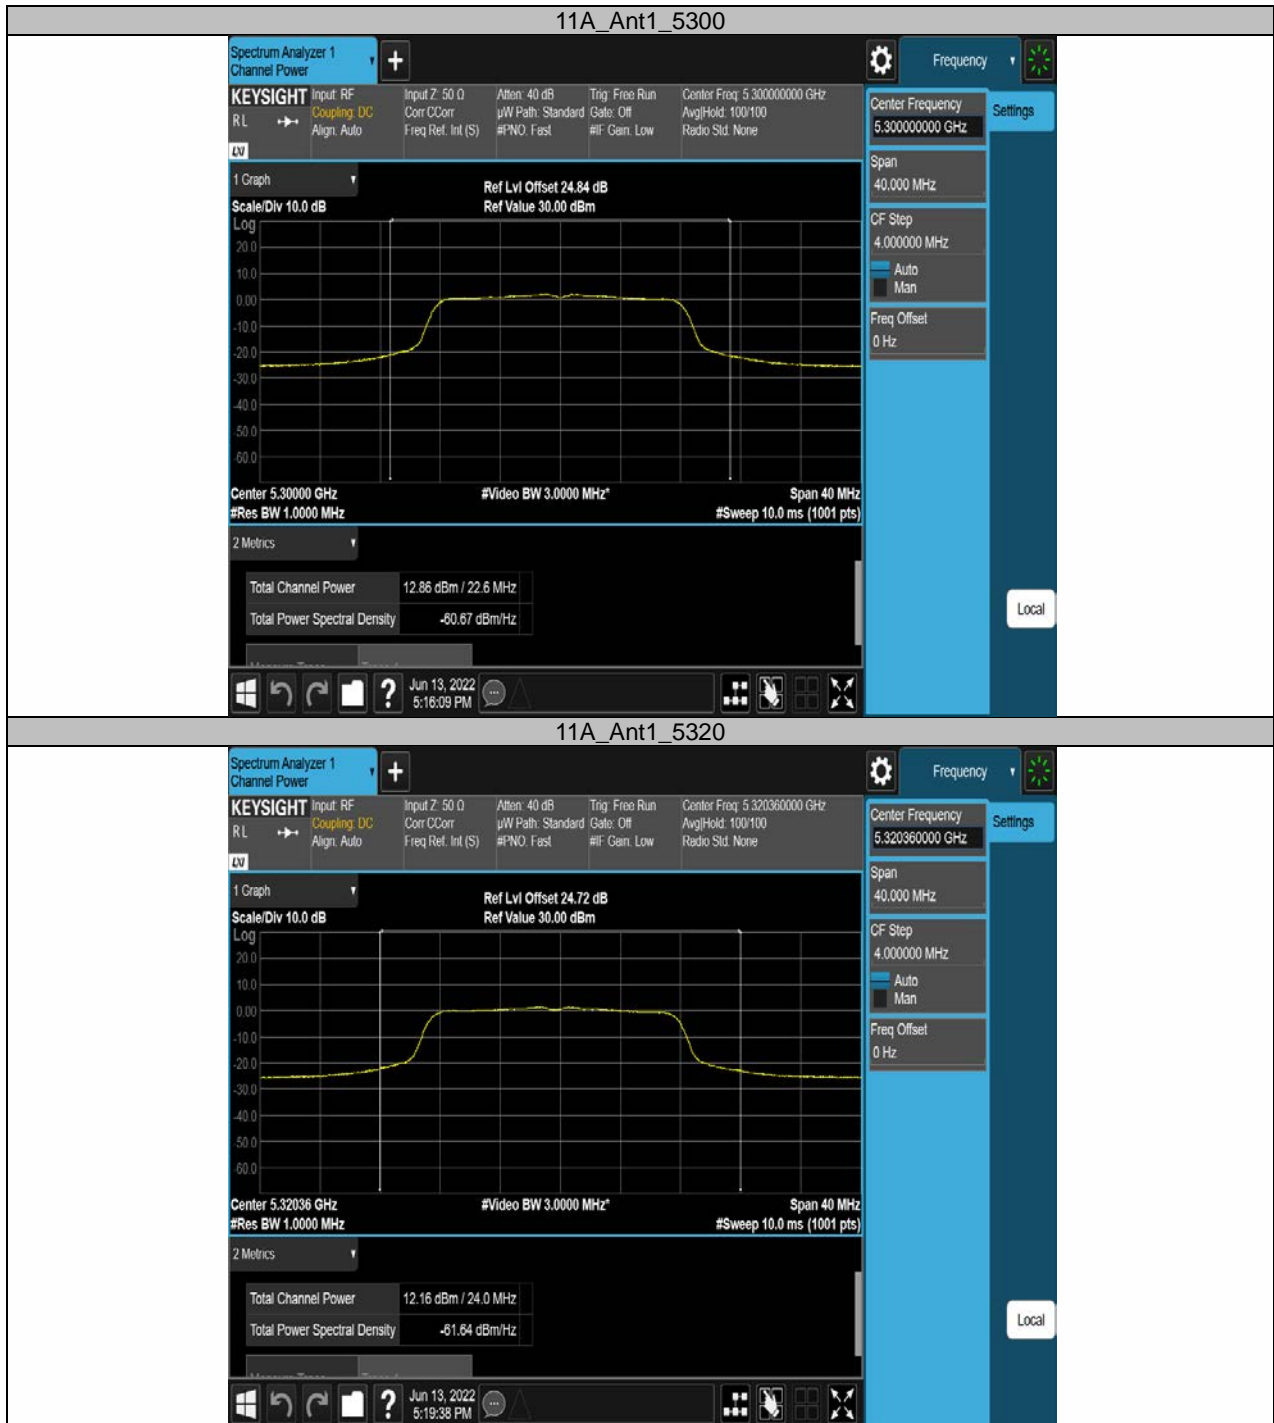 11A_Ant1_5300
Spectrum Analyzer 1
Channel Power
+
Frequency
KEYSIGHT
RL
LXI
Input: RF
Coupling: DC
Align: Auto
Input Z: 50 Ω
Corr CCorr
Freq Ref: Int (S)
Atten: 40 dB
µW Path: Standard
#PNO: Fast
Trig: Free Run
Gate: Off
#IF Gain: Low
Center Freq: 5.300000000 GHz
Avg|Hold: 100/100
Radio Std: None
Center Frequency
5.300000000 GHz
Settings
Span
40.000 MHz
CF Step
4.000000 MHz
Auto
Man
Freq Offset
0 Hz
Local
1 Graph
Scale/Div 10.0 dB
Ref Lvl Offset 24.84 dB
Ref Value 30.00 dBm
Log
20.0
10.0
0.00
-10.0
-20.0
-30.0
-40.0
-50.0
-60.0
Center 5.30000 GHz
#Video BW 3.0000 MHz*
Span 40 MHz
#Res BW 1.0000 MHz
#Sweep 10.0 ms (1001 pts)
2 Metrics
Total Channel Power 12.86 dBm / 22.6 MHz
Total Power Spectral Density -60.67 dBm/Hz
?
Jun 13, 2022
5:16:09 PM
11A_Ant1_5320
Spectrum Analyzer 1
Channel Power
+
Frequency
KEYSIGHT
RL
LXI
Input: RF
Coupling: DC
Align: Auto
Input Z: 50 Ω
Corr CCorr
Freq Ref: Int (S)
Atten: 40 dB
µW Path: Standard
#PNO: Fast
Trig: Free Run
Gate: Off
#IF Gain: Low
Center Freq: 5.320360000 GHz
Avg|Hold: 100/100
Radio Std: None
Center Frequency
5.320360000 GHz
Settings
Span
40.000 MHz
CF Step
4.000000 MHz
Auto
Man
Freq Offset
0 Hz
Local
1 Graph
Scale/Div 10.0 dB
Ref Lvl Offset 24.72 dB
Ref Value 30.00 dBm
Log
20.0
10.0
0.00
-10.0
-20.0
-30.0
-40.0
-50.0
-60.0
Center 5.32036 GHz
#Video BW 3.0000 MHz*
Span 40 MHz
#Res BW 1.0000 MHz
#Sweep 10.0 ms (1001 pts)
2 Metrics
Total Channel Power 12.16 dBm / 24.0 MHz
Total Power Spectral Density -61.64 dBm/Hz
?
Jun 13, 2022
5:19:38 PM